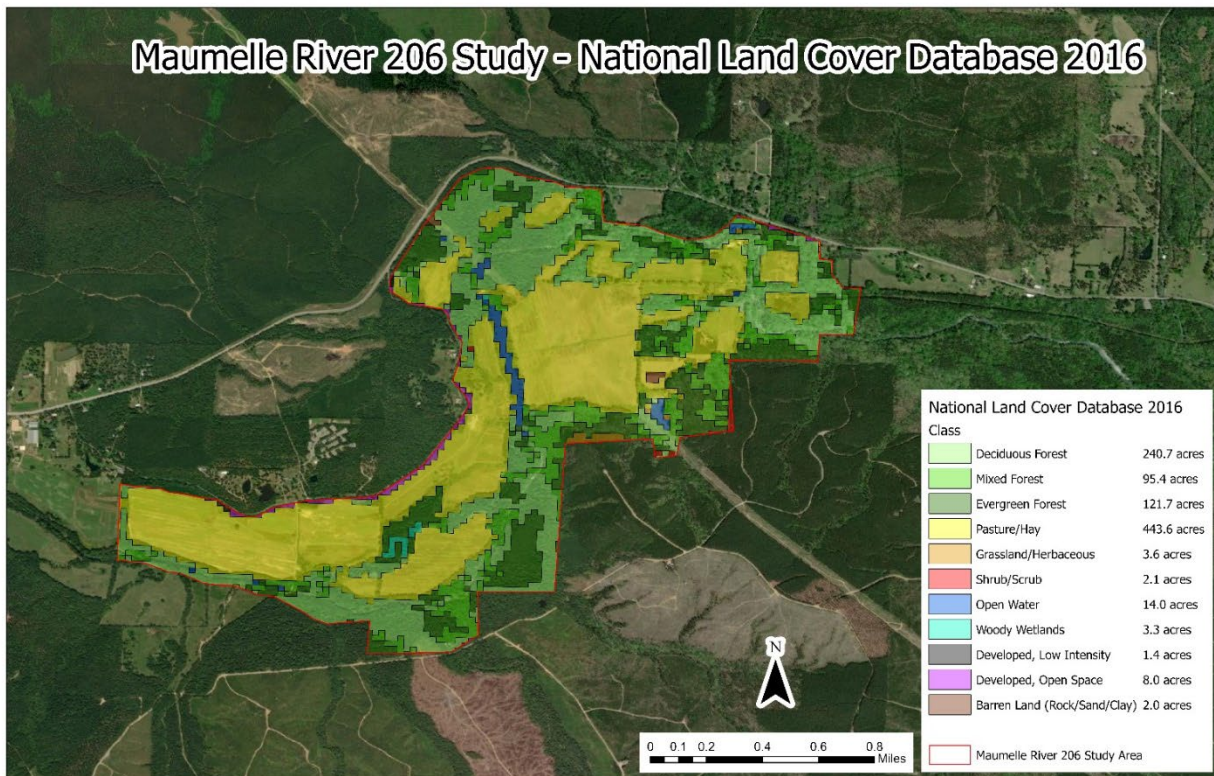 Maumelle River 206 Study - National Land Cover Database 2016
National Land Cover Database 2016
Class
Deciduous Forest 240.7 acres
Mixed Forest 95.4 acres
Evergreen Forest 121.7 acres
Pasture/Hay 443.6 acres
Grassland/Herbaceous 3.6 acres
Shrub/Scrub 2.1 acres
Open Water 14.0 acres
Woody Wetlands 3.3 acres
Developed, Low Intensity 1.4 acres
Developed, Open Space 8.0 acres
Barren Land (Rock/Sand/Clay) 2.0 acres
Maumelle River 206 Study Area
N
0 0.1 0.2 0.4 0.6 0.8
Miles